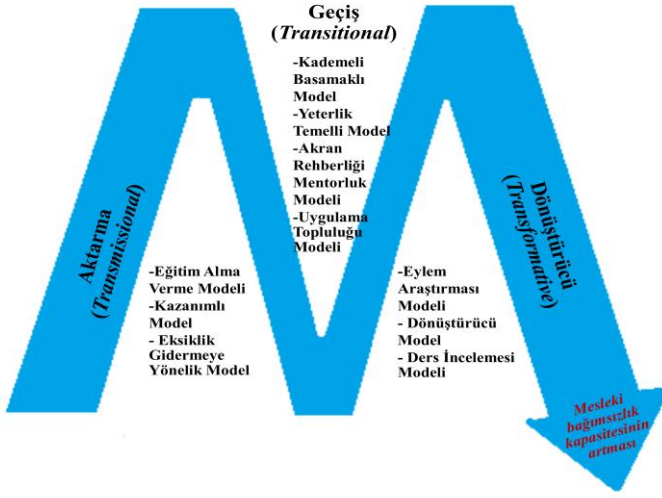 Geçiş
(Transitional)
-Kademeli
Basamaklı
Model
-Yeterlik
Temelli Model
-Akran
Rehberliği
Mentorluk
Modeli
-Uygulama
Topluluğu
Modeli
Aktarma
(Transmissional)
-Eğitim Alma
Verme Modeli
-Kazanımlı
Model
- Eksiklik
Gidermeye
Yönelik Model
-Eylem
Araştırması
Modeli
- Dönüştürücü
Model
- Ders İncelemesi
Modeli
Dönüştürücü
(Transformative)
Mesleki
bağımsızlık
kapasitesinin
artması